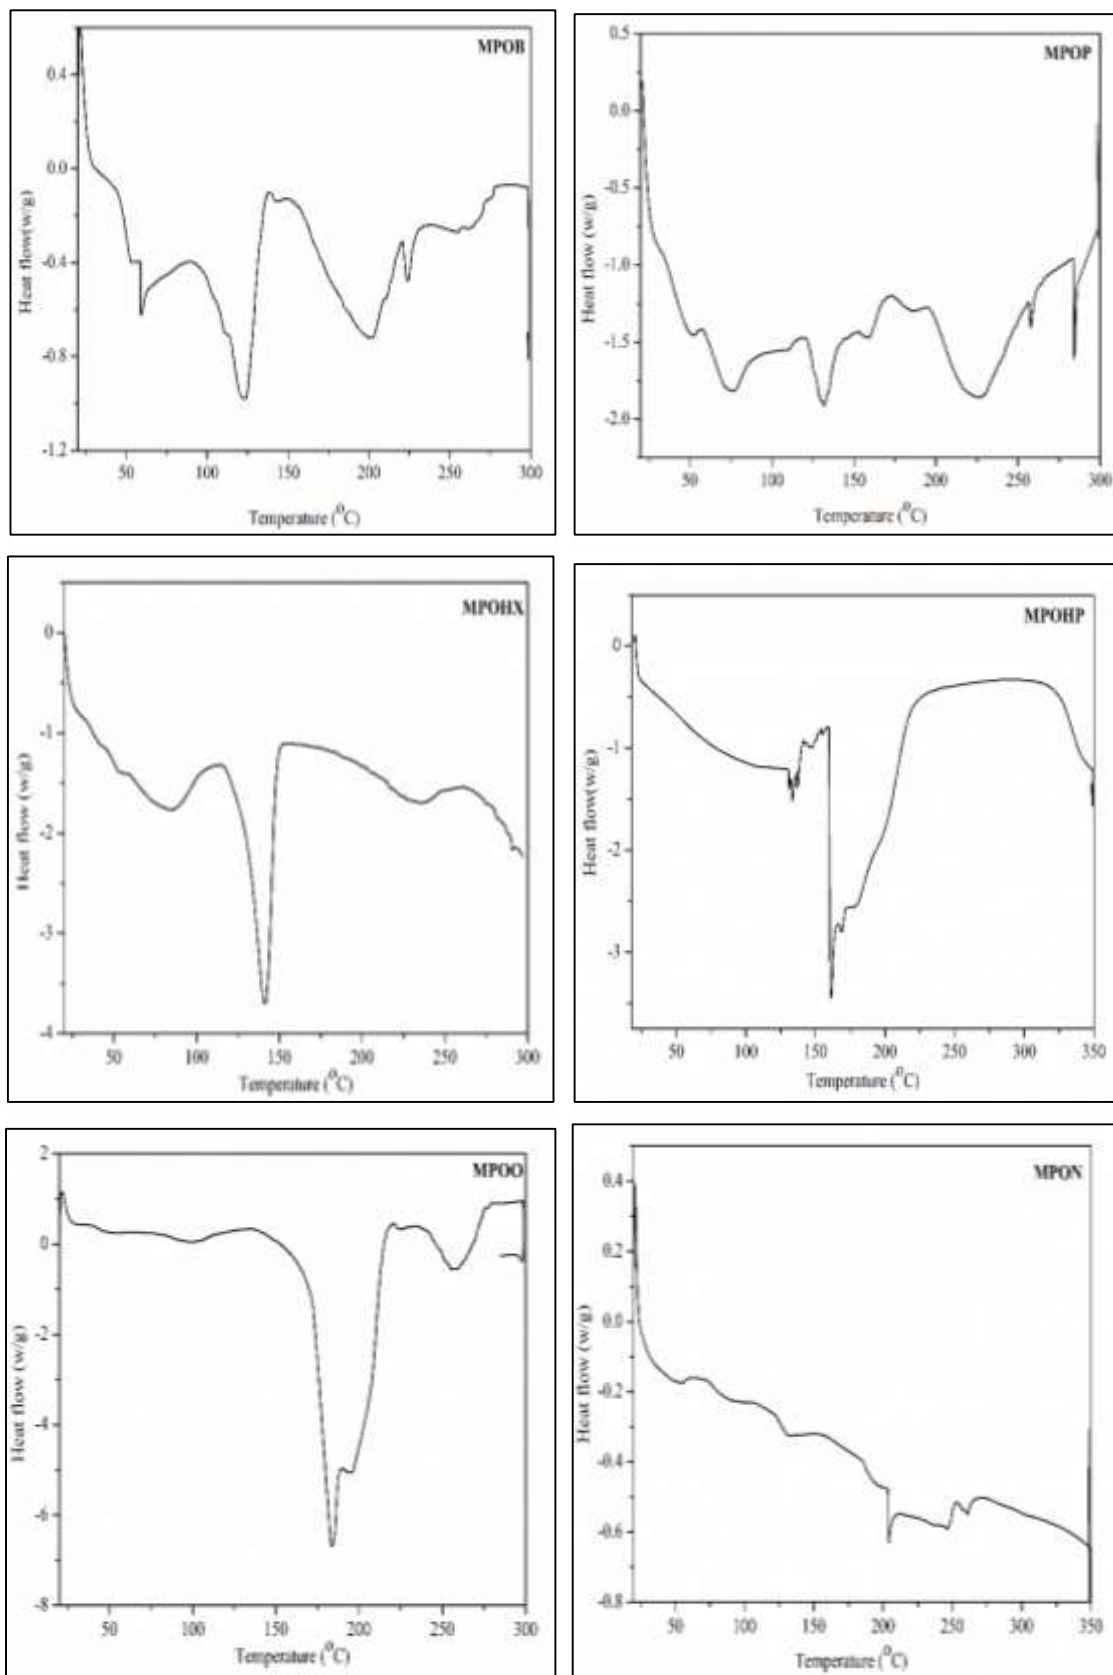 MPOB
0.4
0.0
-0.4
-0.8
-1.2
Heat flow(w/g)
50 100 150 200 250 300
Temperature (°C)
MPOP
0.5
0.0
-0.5
-1.0
-1.5
-2.0
Heat flow (w/g)
50 100 150 200 250 300
Temperature (°C)
MPOHX
0
-1
-2
-3
-4
Heat flow (w/g)
50 100 150 200 250 300
Temperature (°C)
MPOHP
0
-1
-2
-3
Heat flow(w/g)
50 100 150 200 250 300 350
Temperature (°C)
MPOO
2
0
-2
-4
-6
-8
Heat flow (w/g)
50 100 150 200 250 300
Temperature (°C)
MPON
0.4
0.2
0.0
-0.2
-0.4
-0.6
-0.8
Heat flow (w/g)
50 100 150 200 250 300 350
Temperature (°C)